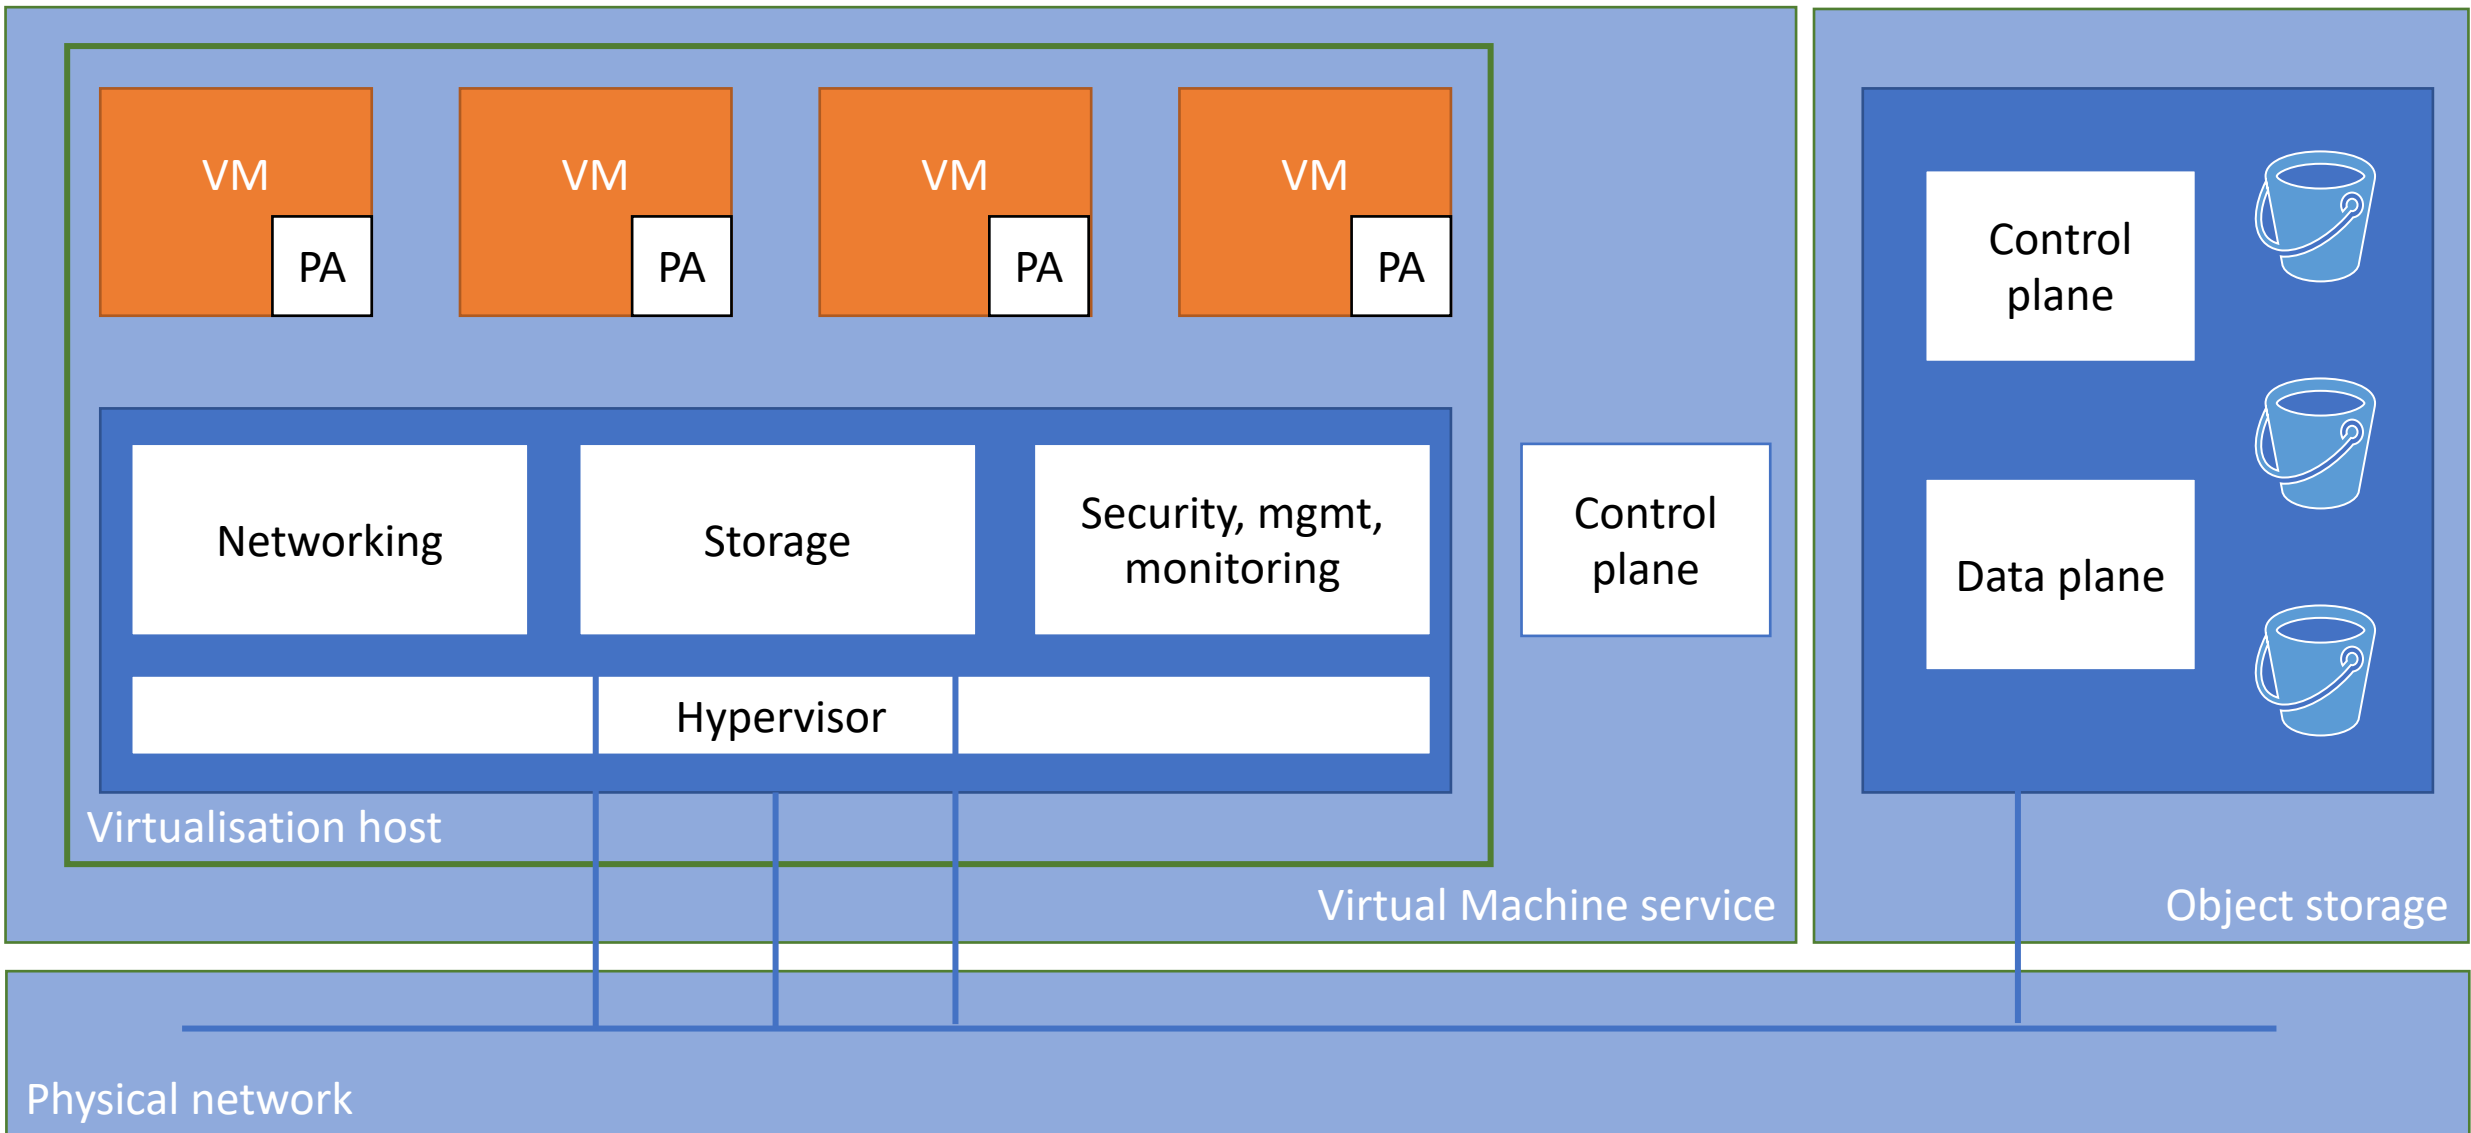 VM
VM
VM
VM
PA
PA
PA
PA
Networking
Storage
Security, mgmt,
monitoring
Hypervisor
Virtualisation host
Control
plane
Virtual Machine service
Control
plane
Data plane
Object storage
Physical network